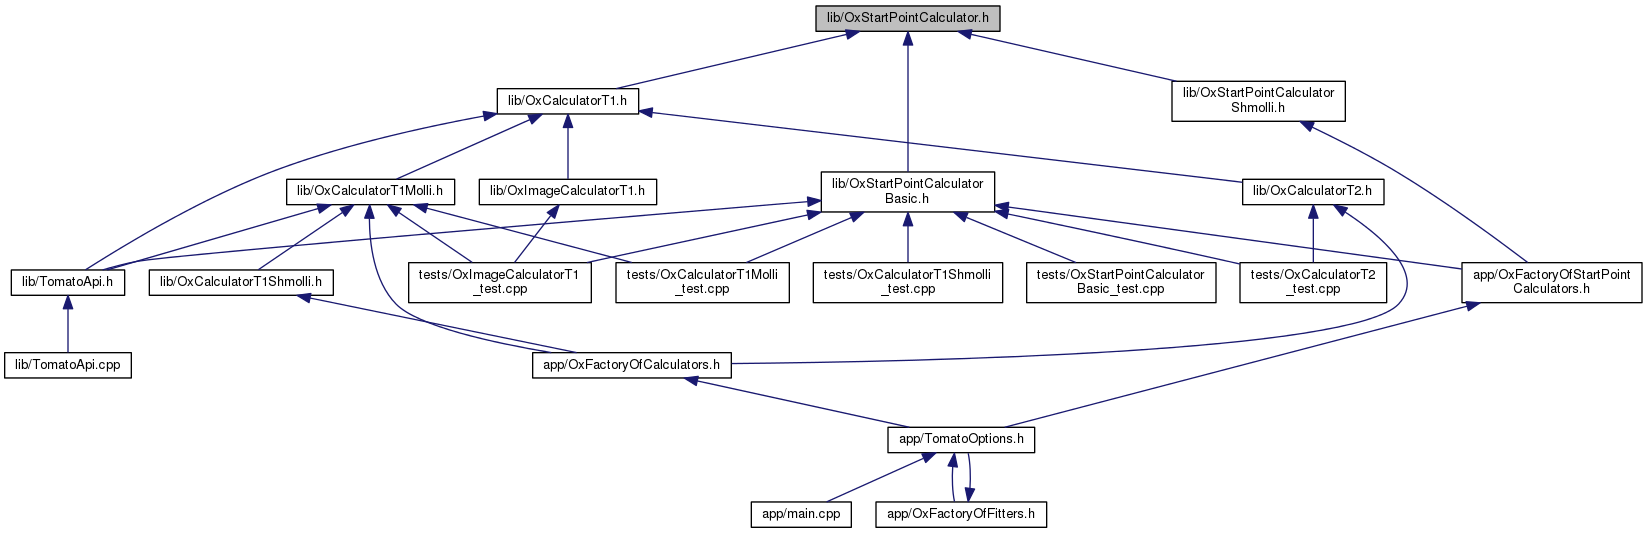 lib/OxStartPointCalculator.h
lib/OxCalculatorT1.h
lib/OxStartPointCalculator
Shmolli.h
lib/OxCalculatorT1Molli.h
lib/OxImageCalculatorT1.h
lib/OxStartPointCalculator
Basic.h
lib/OxCalculatorT2.h
lib/TomatoApi.h
lib/OxCalculatorT1Shmolli.h
tests/OxImageCalculatorT1
_test.cpp
tests/OxCalculatorT1Molli
_test.cpp
tests/OxCalculatorT1Shmolli
_test.cpp
tests/OxStartPointCalculator
Basic_test.cpp
tests/OxCalculatorT2
_test.cpp
app/OxFactoryOfStartPoint
Calculators.h
lib/TomatoApi.cpp
app/OxFactoryOfCalculators.h
app/TomatoOptions.h
app/main.cpp
app/OxFactoryOfFitters.h